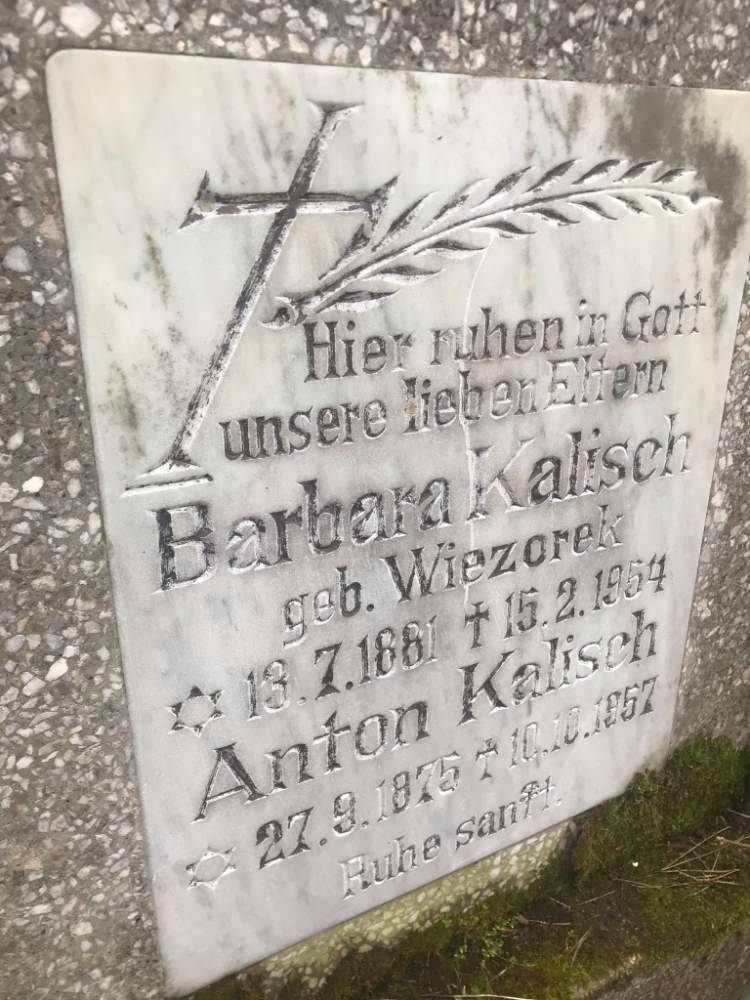 Hier ruhen in Gott
unsere lieben Eltern
Barbara Kalisch
geb. Wiezorek
✡ 13.7.1881 † 15.2.1954
Anton Kalisch
✡ 27.9.1875 † 10.10.1957
Ruhe sanft.